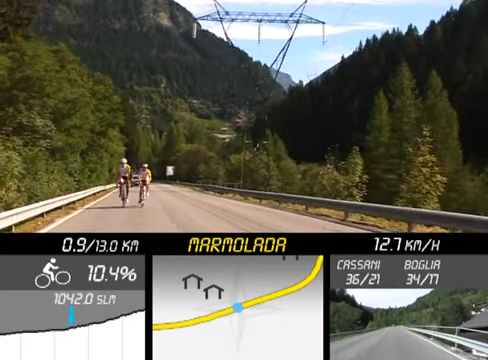 0.9/13.0 KM
MARMOLADA
12.7 KM/H
10.4%
1042.0 SLM
CASSANI BOGLIA
36/21 34/17